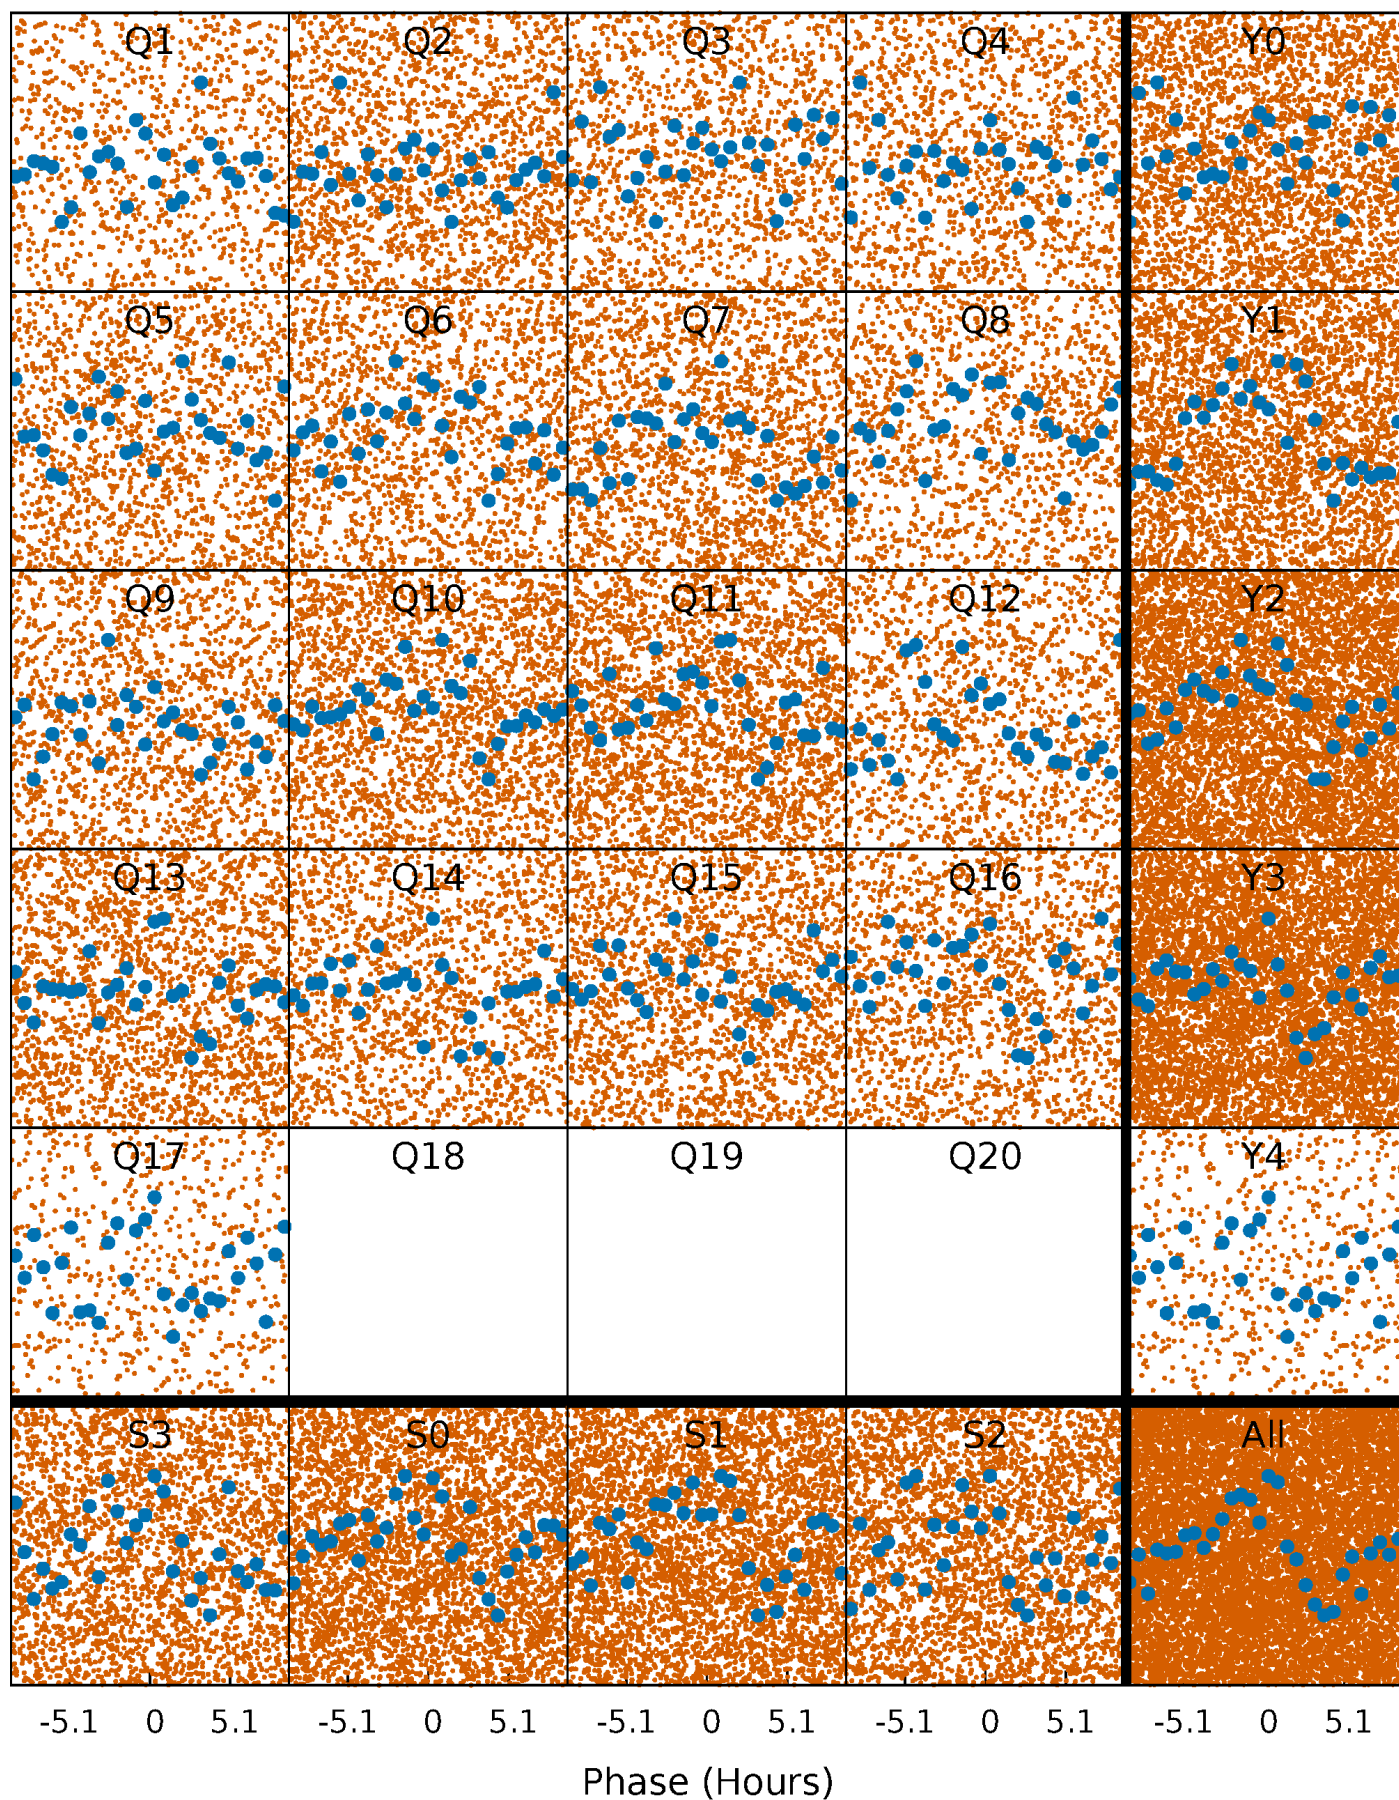 Q1 Q2 Q3 Q4 Y0
Q5 Q6 Q7 Q8 Y1
Q9 Q10 Q11 Q12 Y2
Q13 Q14 Q15 Q16 Y3
Q17 Q18 Q19 Q20 Y4
S3 S0 S1 S2 All
-5.1 0 5.1 -5.1 0 5.1 -5.1 0 5.1 -5.1 0 5.1 -5.1 0 5.1
Phase (Hours)